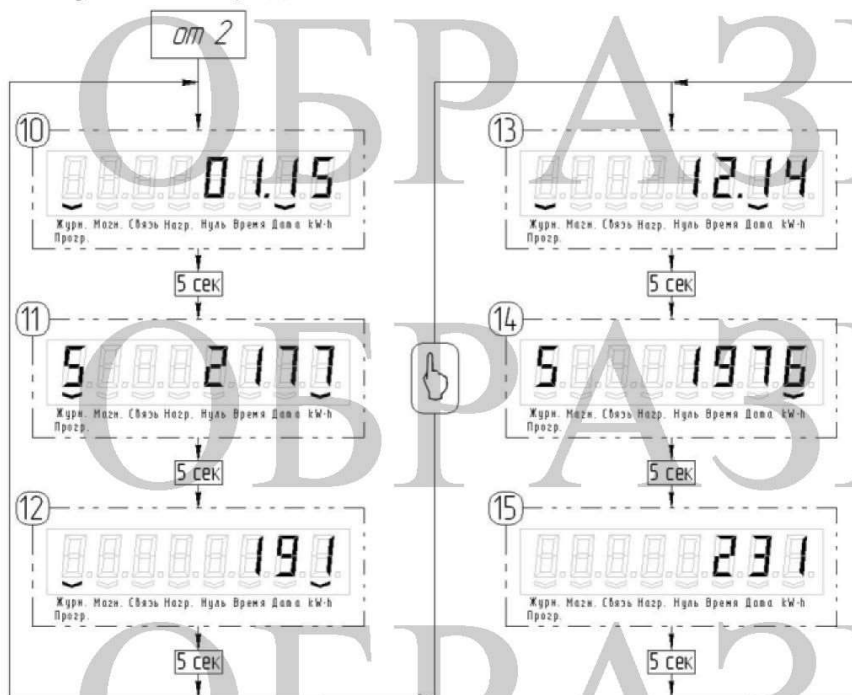 от 2
10
01.15
Журн. Магн. Связь Нагр. Нуль Время Дата kW·h
Прогр.
5 сек
11
5 2177
Журн. Магн. Связь Нагр. Нуль Время Дата kW·h
Прогр.
5 сек
12
191
Журн. Магн. Связь Нагр. Нуль Время Дата kW·h
Прогр.
5 сек
13
12.14
Журн. Магн. Связь Нагр. Нуль Время Дата kW·h
Прогр.
5 сек
14
5 1976
Журн. Магн. Связь Нагр. Нуль Время Дата kW·h
Прогр.
5 сек
15
231
Журн. Магн. Связь Нагр. Нуль Время Дата kW·h
Прогр.
5 сек
ОБРАЗ
ОБРАЗ
ОБРАЗ